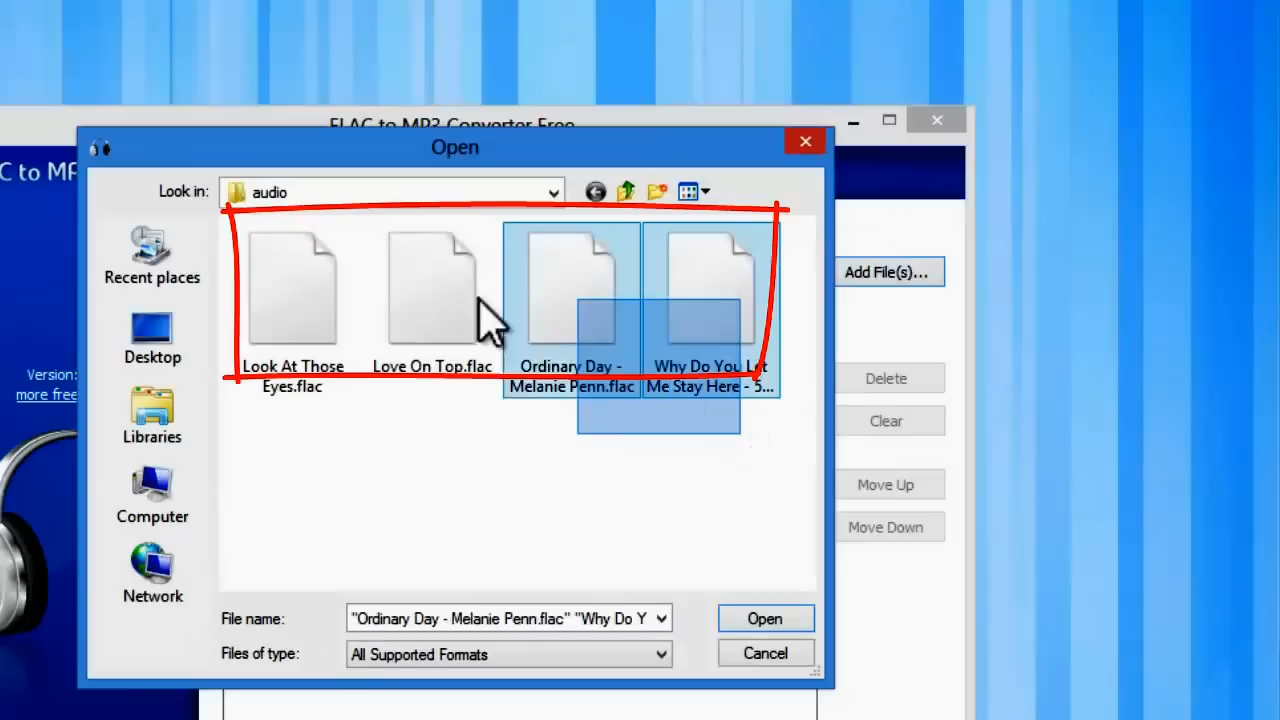 FLAC to MP3 Converter Free
Open
C to MP
Look in:
audio
Recent places
Desktop
Libraries
Computer
Network
Look At Those
Eyes.flac
Love On Top.flac
Ordinary Day -
Melanie Penn.flac
Why Do You Let
Me Stay Here - 5...
Add File(s)...
Delete
Clear
Move Up
Move Down
Version:
more free
File name:
"Ordinary Day - Melanie Penn.flac" "Why Do Y
Open
Files of type:
All Supported Formats
Cancel